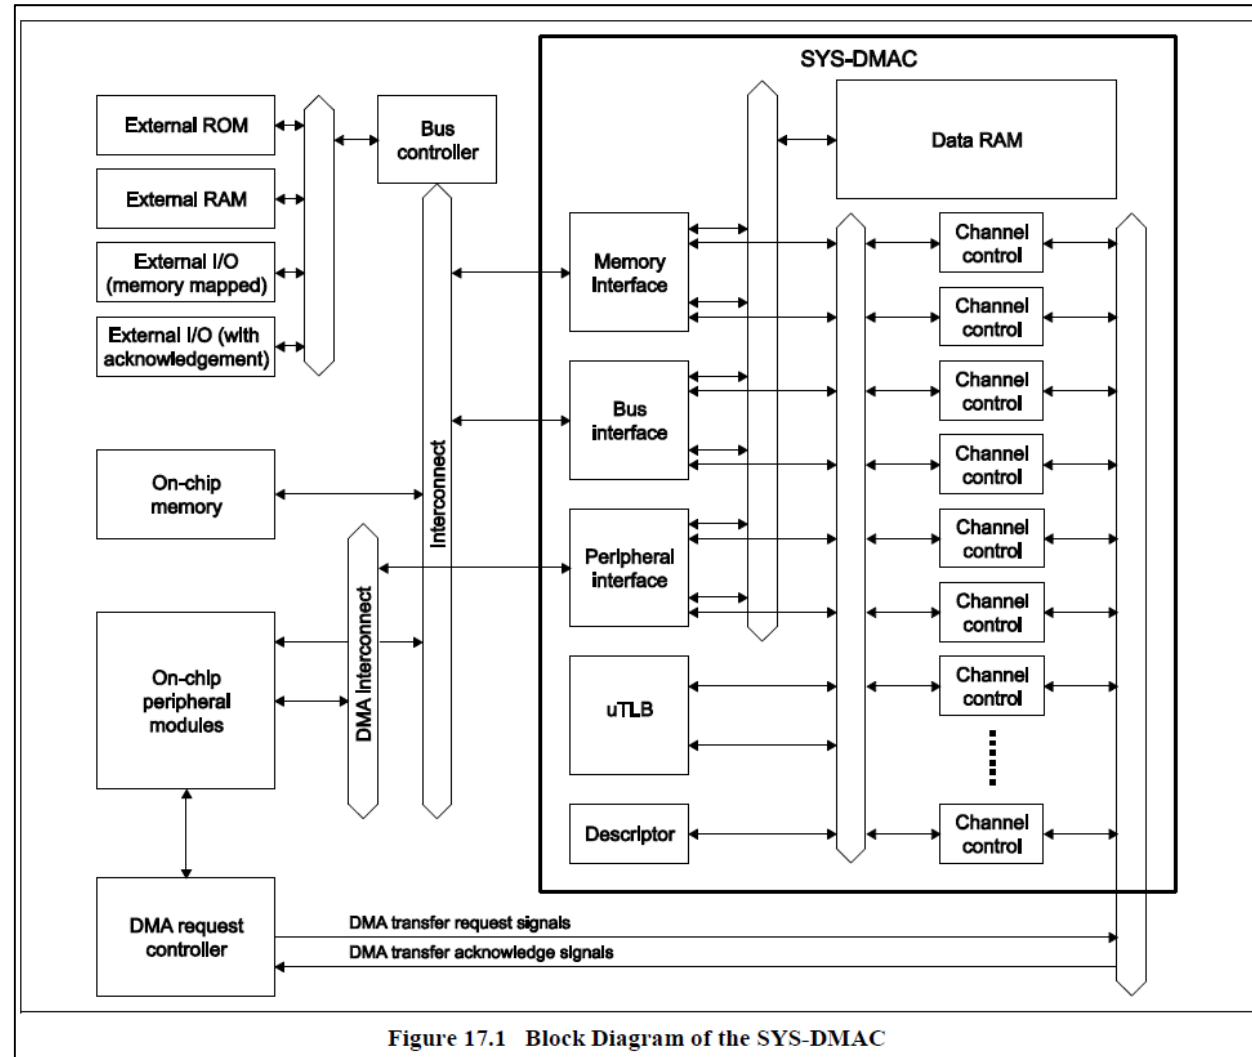 SYS-DMAC
External ROM
External RAM
External I/O
(memory mapped)
External I/O (with
acknowledgement)
Bus
controller
Data RAM
Memory
Interface
Bus
interface
Peripheral
interface
uTLB
Descriptor
Channel
control
Channel
control
Channel
control
Channel
control
Channel
control
Channel
control
Channel
control
Channel
control
On-chip
memory
Interconnect
DMA Interconnect
On-chip
peripheral
modules
DMA request
controller
DMA transfer request signals
DMA transfer acknowledge signals
Figure 17.1 Block Diagram of the SYS-DMAC